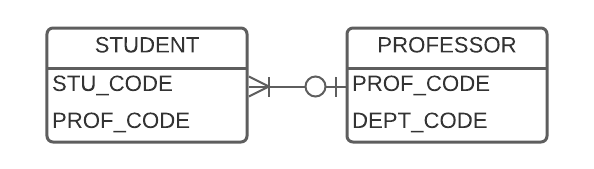 STUDENT
STU_CODE
PROF_CODE
PROFESSOR
PROF_CODE
DEPT_CODE